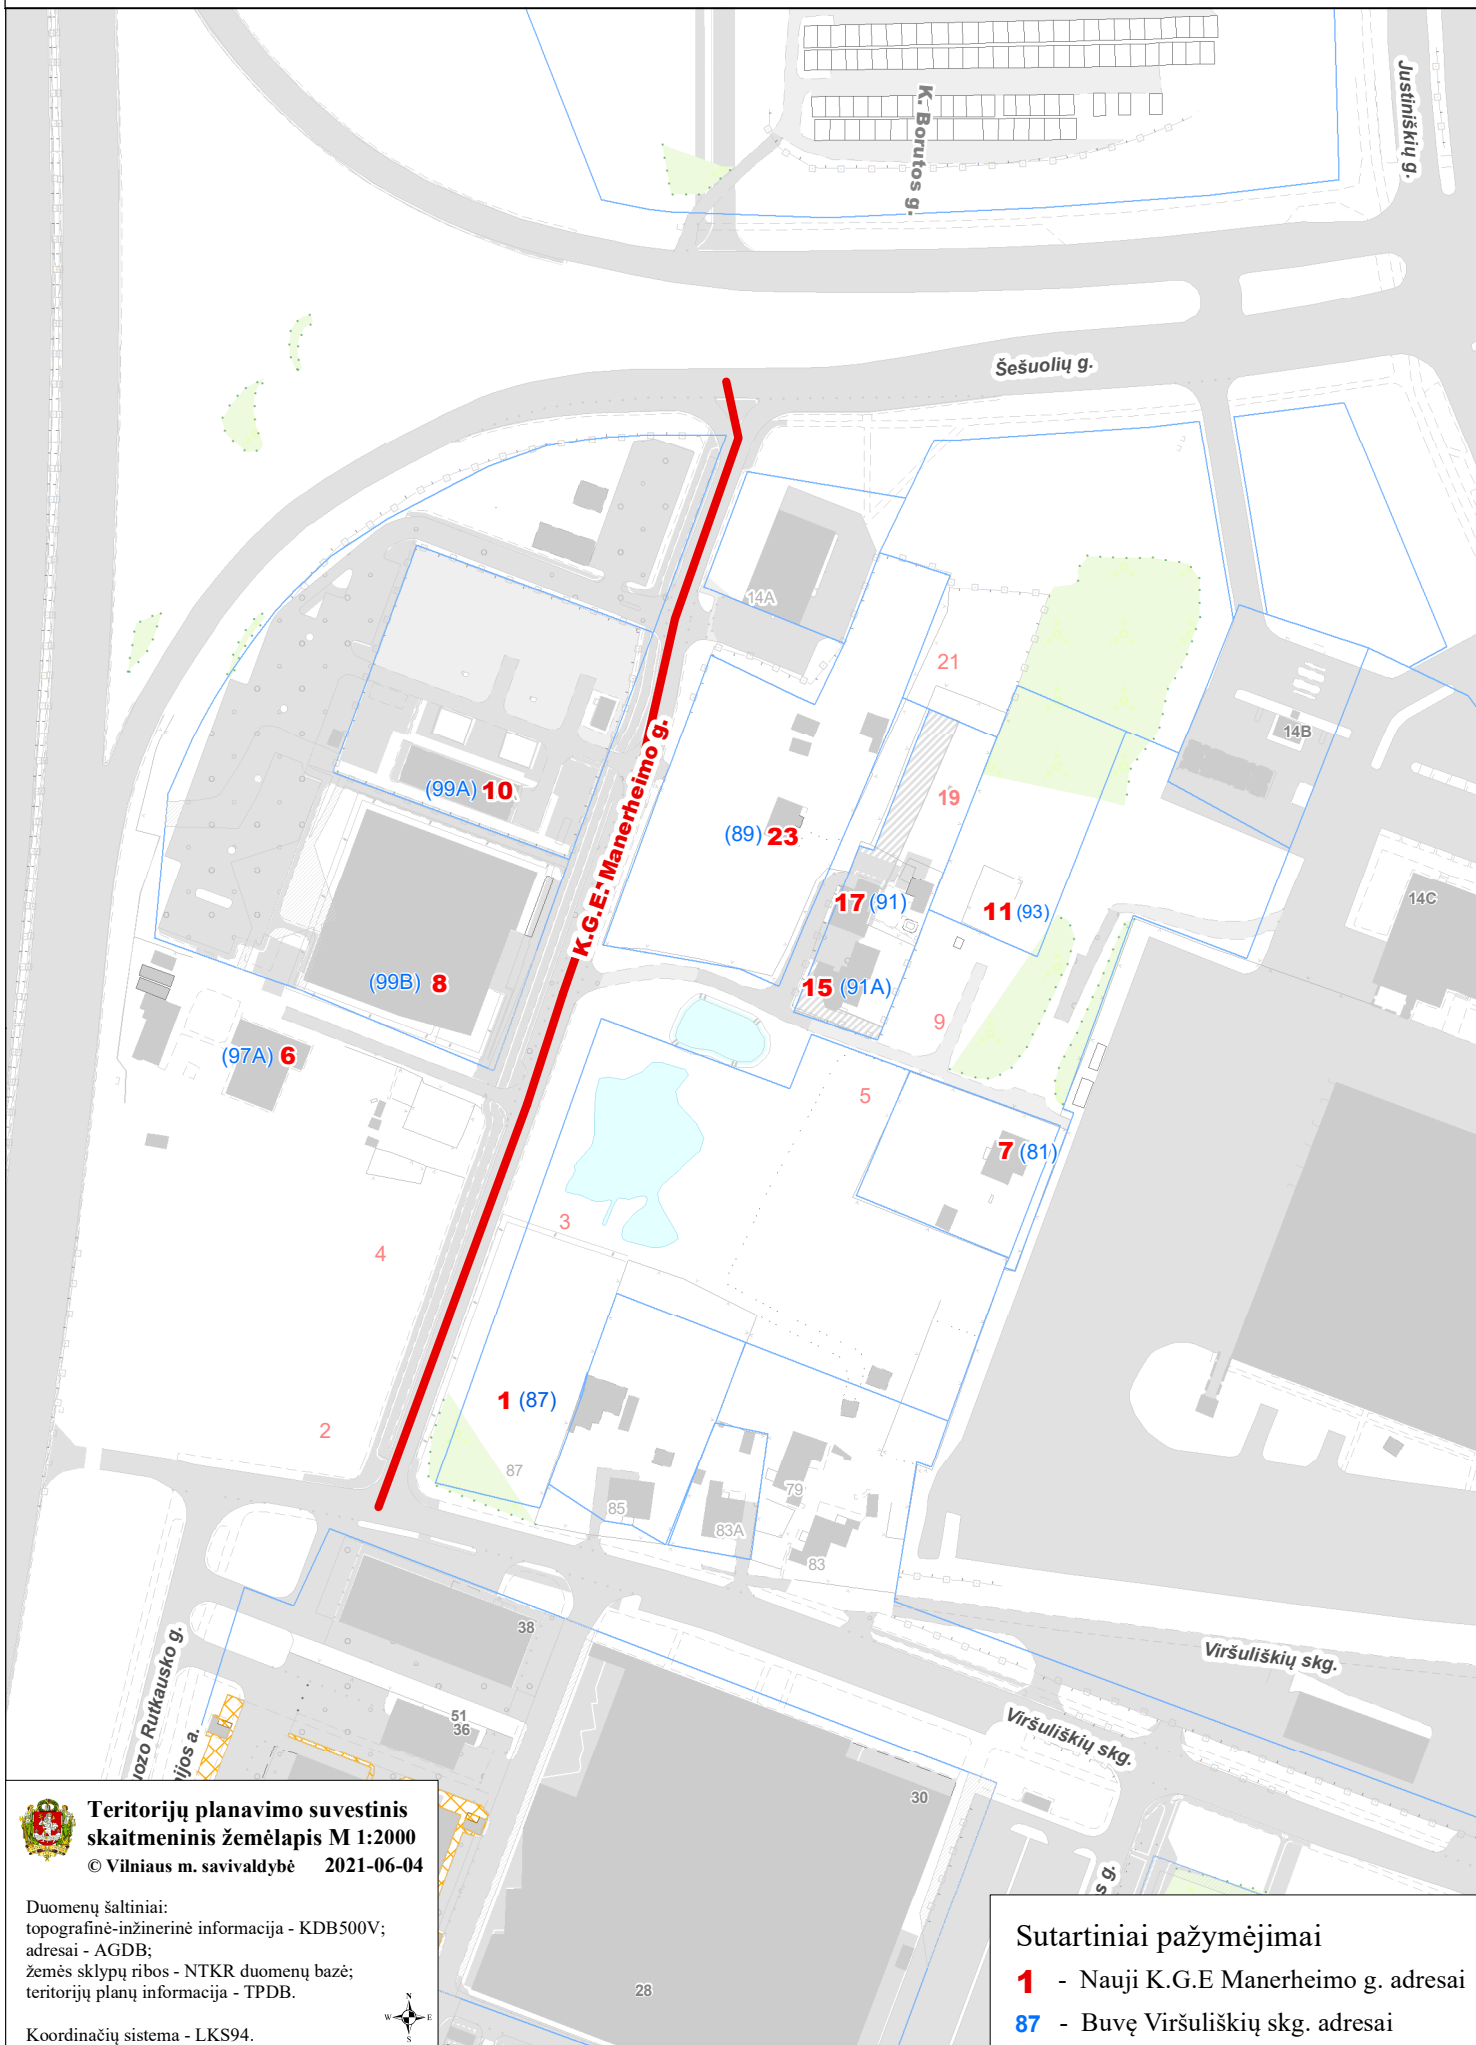 K. Borutos g.
Justiniškių g.
Šešuolių g.
14A
21
14B
(99A) 10
19
K.G.E. Manerheimo g.
(89) 23
17 (91)
11 (93)
14C
(99B) 8
15 (91A)
9
(97A) 6
5
7 (81)
3
4
1 (87)
2
87
85
79
83A
83
38
Rutkausko g.
a.
51
36
Viršuliškių skg.
Viršuliškių skg.
30
28
g.
Teritorijų planavimo suvestinis
skaitmeninis žemėlapis M 1:2000
© Vilniaus m. savivaldybė 2021-06-04
Duomenų šaltiniai:
topografinė-inžinerinė informacija - KDB500V;
adresai - AGDB;
žemės sklypų ribos - NTKR duomenų bazė;
teritorijų planų informacija - TPDB.
Koordinačių sistema - LKS94.
N
W E
S
Sutartiniai pažymėjimai
1 - Nauji K.G.E Manerheimo g. adresai
87 - Buvę Viršuliškių skg. adresai